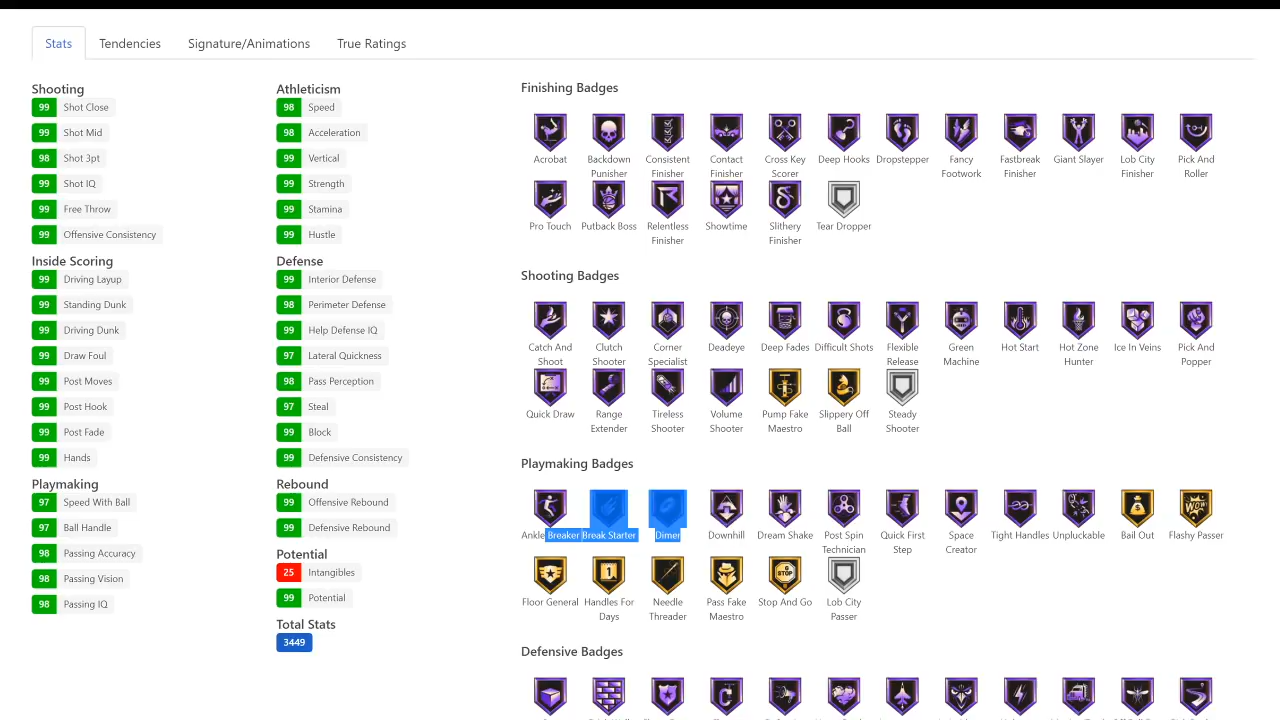 Stats Tendencies Signature/Animations True Ratings
Shooting
99 Shot Close
99 Shot Mid
98 Shot 3pt
99 Shot IQ
99 Free Throw
99 Offensive Consistency
Inside Scoring
99 Driving Layup
99 Standing Dunk
99 Driving Dunk
99 Draw Foul
99 Post Moves
99 Post Hook
99 Post Fade
99 Hands
Playmaking
97 Speed With Ball
97 Ball Handle
98 Passing Accuracy
98 Passing Vision
98 Passing IQ
Athleticism
98 Speed
98 Acceleration
99 Vertical
99 Strength
99 Stamina
99 Hustle
Defense
99 Interior Defense
98 Perimeter Defense
99 Help Defense IQ
97 Lateral Quickness
98 Pass Perception
97 Steal
99 Block
99 Defensive Consistency
Rebound
99 Offensive Rebound
99 Defensive Rebound
Potential
25 Intangibles
99 Potential
Total Stats
3449
Finishing Badges
Acrobat
Backdown
Punisher
Consistent
Finisher
Contact
Finisher
Cross Key
Scorer
Deep Hooks
Dropstepper
Fancy
Footwork
Fastbreak
Finisher
Giant Slayer
Lob City
Finisher
Pick And
Roller
Pro Touch
Putback Boss
Relentless
Finisher
Showtime
Slithery
Finisher
Tear Dropper
Shooting Badges
Catch And
Shoot
Clutch
Shooter
Corner
Specialist
Deadeye
Deep Fades
Difficult Shots
Flexible
Release
Green
Machine
Hot Start
Hot Zone
Hunter
Ice In Veins
Pick And
Popper
Quick Draw
Range
Extender
Tireless
Shooter
Volume
Shooter
Pump Fake
Maestro
Slippery Off
Ball
Steady
Shooter
Playmaking Badges
Ankle Breaker
Break Starter
Dimer
Downhill
Dream Shake
Post Spin
Technician
Quick First
Step
Space
Creator
Tight Handles
Unpluckable
Bail Out
WOW!
Flashy Passer
Floor General
1
Handles For
Days
Needle
Threader
Pass Fake
Maestro
STOP
Stop And Go
Lob City
Passer
Defensive Badges